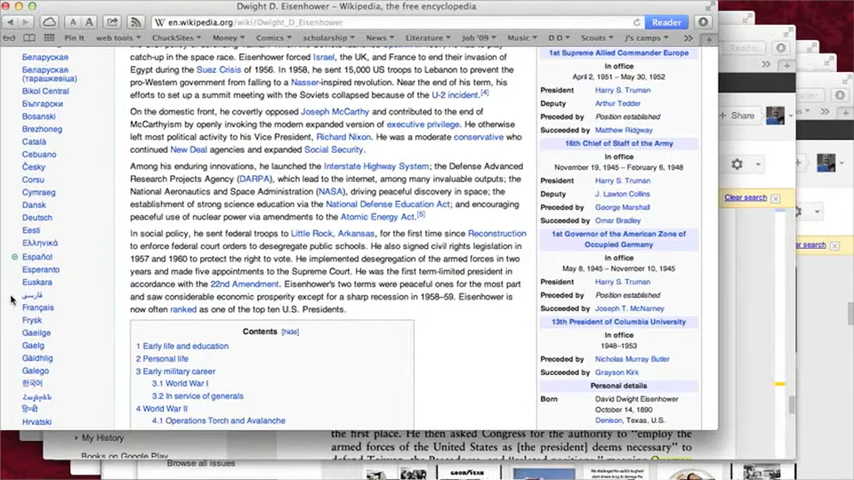 Dwight D. Eisenhower – Wikipedia, the free encyclopedia
en.wikipedia.org/wiki/Dwight_D_Eisenhower
Reader
Pin It web tools ChuckSites Money Comics scholarship News Literature Job '09 Music D D Scouts J's camps
Беларуская
Беларуская
(тарашкевіца)
Bikol Central
Български
Bosanski
Brezhoneg
Català
Cebuano
Česky
Corsu
Cymraeg
Dansk
Deutsch
Eesti
Ελληνικά
Español
Esperanto
Euskara
فارسی
Français
Frysk
Gaeilge
Gaelg
Gàidhlig
Galego
한국어
Հայերեն
हिन्दी
Hrvatski
catch-up in the space race. Eisenhower forced Israel, the UK, and France to end their invasion of
Egypt during the Suez Crisis of 1956. In 1958, he sent 15,000 US troops to Lebanon to prevent the
pro-Western government from falling to a Nasser-inspired revolution. Near the end of his term, his
efforts to set up a summit meeting with the Soviets collapsed because of the U-2 incident.[4]
On the domestic front, he covertly opposed Joseph McCarthy and contributed to the end of
McCarthyism by openly invoking the modern expanded version of executive privilege. He otherwise
left most political activity to his Vice President, Richard Nixon. He was a moderate conservative who
continued New Deal agencies and expanded Social Security.
Among his enduring innovations, he launched the Interstate Highway System; the Defense Advanced
Research Projects Agency (DARPA), which lead to the internet, among many invaluable outputs; the
National Aeronautics and Space Administration (NASA), driving peaceful discovery in space; the
establishment of strong science education via the National Defense Education Act; and encouraging
peaceful use of nuclear power via amendments to the Atomic Energy Act.[5]
In social policy, he sent federal troops to Little Rock, Arkansas, for the first time since Reconstruction
to enforce federal court orders to desegregate public schools. He also signed civil rights legislation in
1957 and 1960 to protect the right to vote. He implemented desegregation of the armed forces in two
years and made five appointments to the Supreme Court. He was the first term-limited president in
accordance with the 22nd Amendment. Eisenhower's two terms were peaceful ones for the most part
and saw considerable economic prosperity except for a sharp recession in 1958–59. Eisenhower is
now often ranked as one of the top ten U.S. Presidents.
Contents [hide]
1 Early life and education
2 Personal life
3 Early military career
3.1 World War I
3.2 In service of generals
4 World War II
4.1 Operations Torch and Avalanche
1st Supreme Allied Commander Europe
In office
April 2, 1951 – May 30, 1952
President Harry S. Truman
Deputy Arthur Tedder
Preceded by Position established
Succeeded by Matthew Ridgway
16th Chief of Staff of the Army
In office
November 19, 1945 – February 6, 1948
President Harry S. Truman
Deputy J. Lawton Collins
Preceded by George Marshall
Succeeded by Omar Bradley
1st Governor of the American Zone of
Occupied Germany
In office
May 8, 1945 – November 10, 1945
President Harry S. Truman
Preceded by Position established
Succeeded by Joseph T. McNarney
13th President of Columbia University
In office
1948–1953
Preceded by Nicholas Murray Butler
Succeeded by Grayson Kirk
Personal details
Born David Dwight Eisenhower
October 14, 1890
Denison, Texas, U.S.
Reader
Share
Clear search
search
My History
Books on Google Play
Browse all issues
the first place. He then asked Congress for the authority to "employ the
armed forces of the United States as [the president] deems necessary" to
GOOD YEAR